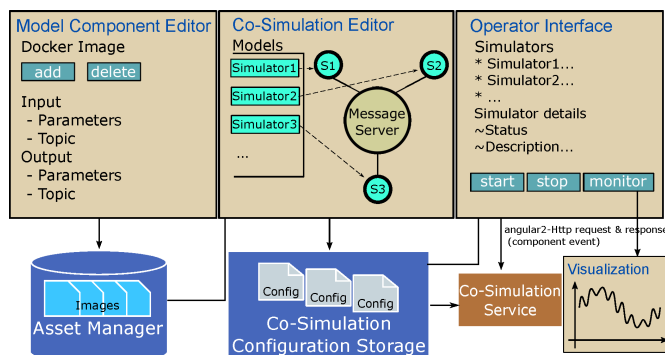 Model Component Editor
Docker Image
add delete
Input
- Parameters
- Topic
Output
- Parameters
- Topic
Co-Simulation Editor
Models
Simulator1
Simulator2
Simulator3
...
S1
S2
Message
Server
S3
Operator Interface
Simulators
* Simulator1...
* Simulator2...
* ...
Simulator details
~Status
~Description...
start stop monitor
angular2-Http request & response
(component event)
Images
Asset Manager
Config
Config
Config
Co-Simulation
Configuration Storage
Co-Simulation
Service
Visualization